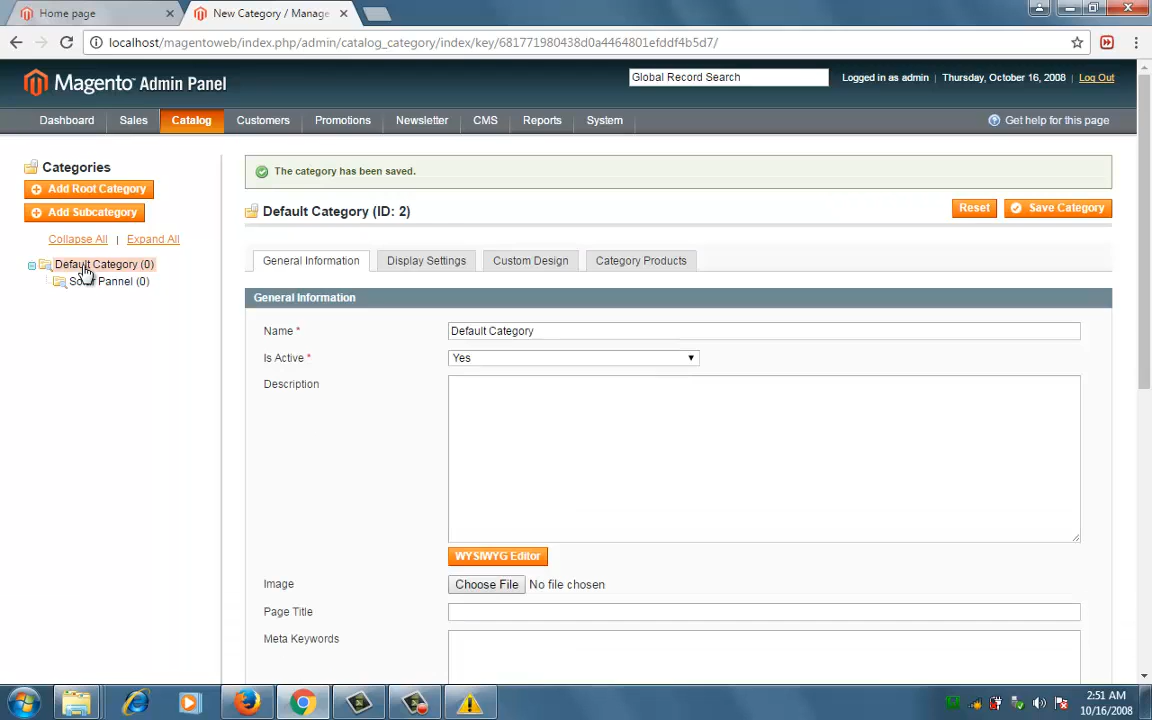 Home page
New Category / Manage
localhost/magentoweb/index.php/admin/catalog_category/index/key/681771980438d0a4464801efddf4b5d7/
Magento™ Admin Panel
Global Record Search
Logged in as admin | Thursday, October 16, 2008 | Log Out
Dashboard
Sales
Catalog
Customers
Promotions
Newsletter
CMS
Reports
System
Get help for this page
Categories
Add Root Category
Add Subcategory
Collapse All | Expand All
Default Category (0)
Pannel (0)
The category has been saved.
Default Category (ID: 2)
Reset
Save Category
General Information
Display Settings
Custom Design
Category Products
General Information
Name *
Default Category
Is Active *
Yes
Description
WYSIWYG Editor
Image
Choose File No file chosen
Page Title
Meta Keywords
2:51 AM
10/16/2008